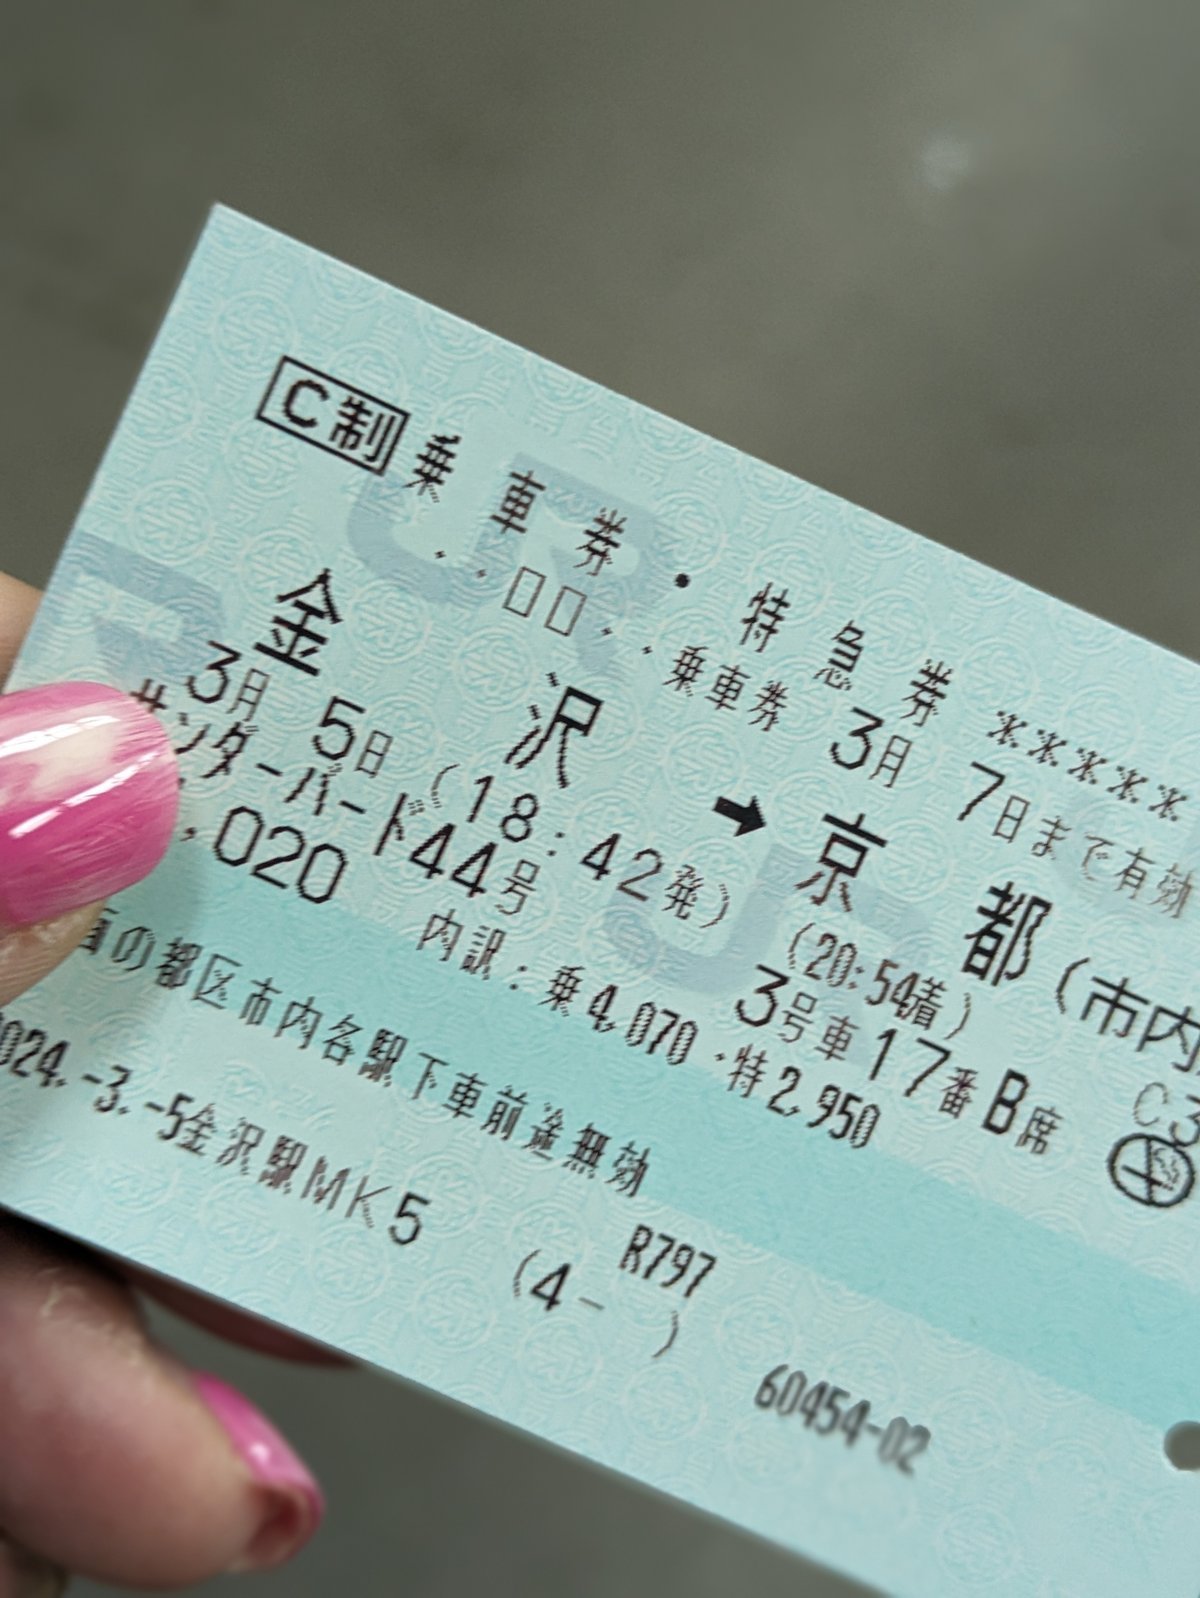 C制 乗車券・特急券 *****
乗車券 3月 7日まで有効
金沢 ➡ 京都(市内
3月 5日 (18:42発) (20:54着) C3
サンダーバード44号 3号車17番B席
,020 内訳:乗4,070・特2,950
の都区市内各駅下車前途無効
024.-3.-5金沢駅MK5 (4- ) R797
60454-02